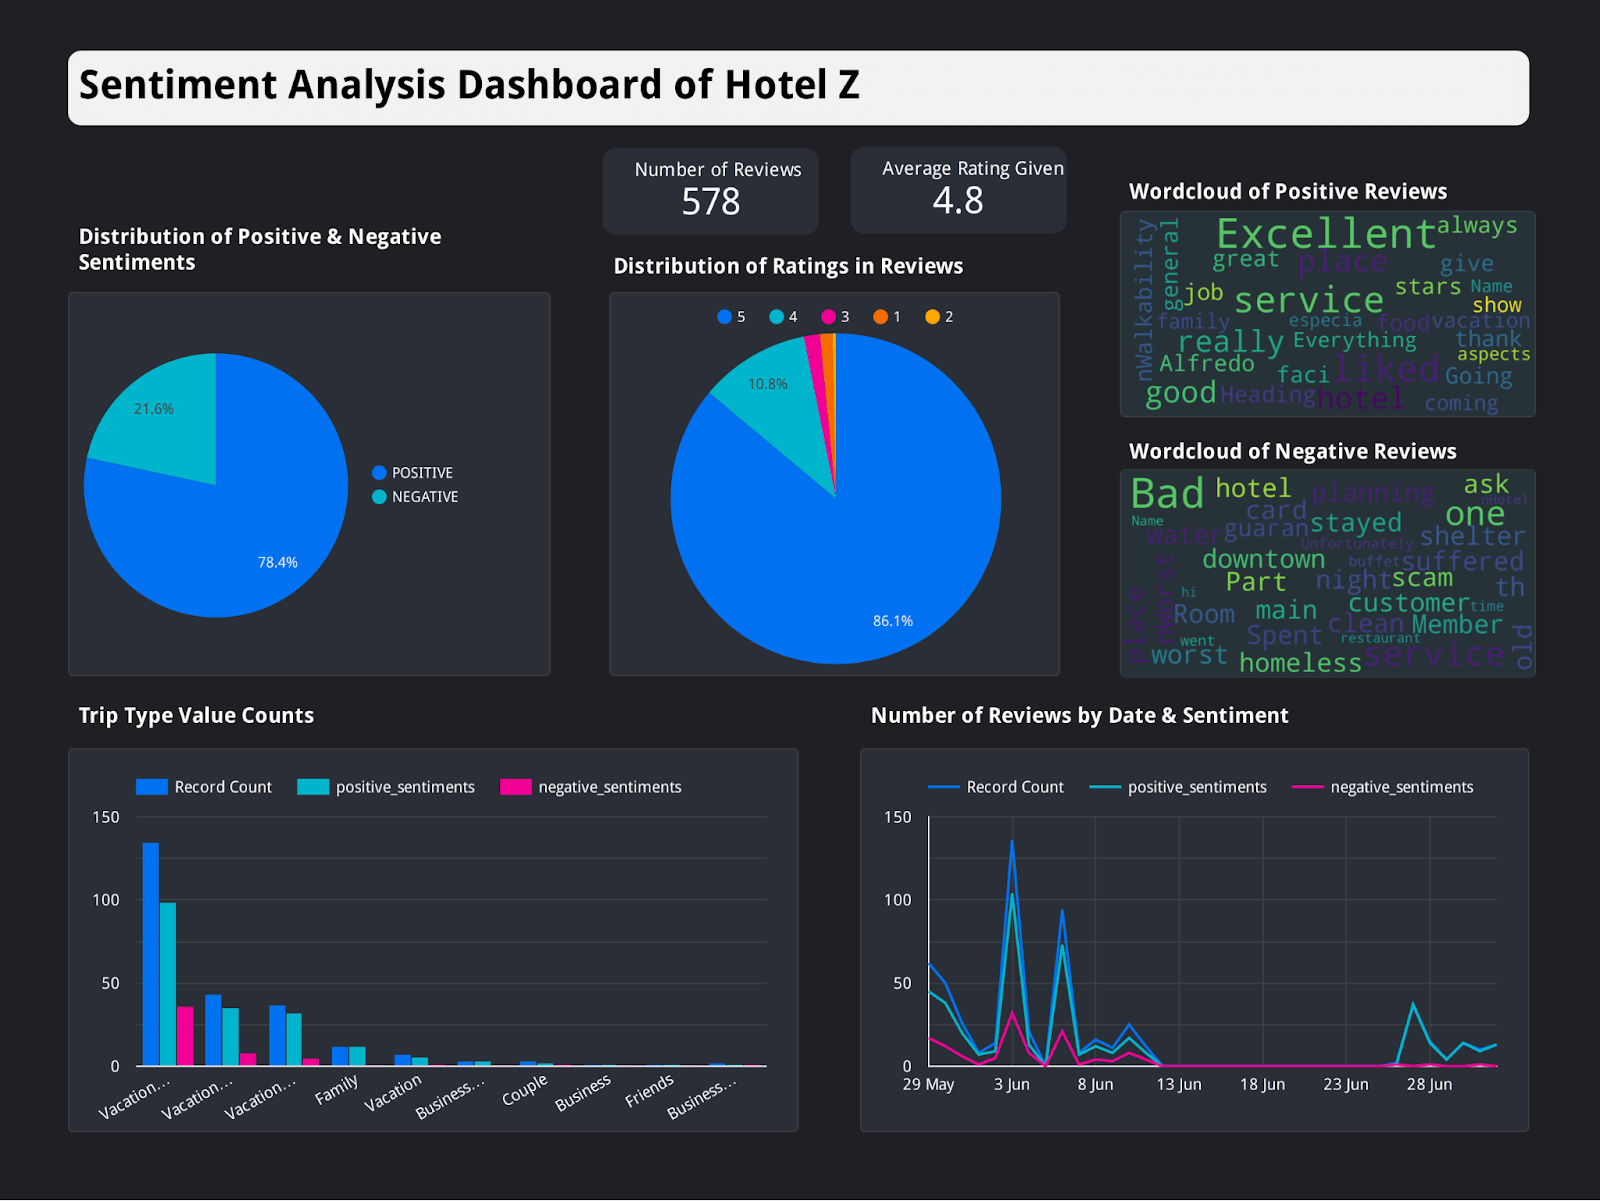 Sentiment Analysis Dashboard of Hotel Z
Number of Reviews
578
Average Rating Given
4.8
Distribution of Positive & Negative
Sentiments
21.6%
78.4%
POSITIVE
NEGATIVE
Distribution of Ratings in Reviews
5 4 3 1 2
10.8%
86.1%
Wordcloud of Positive Reviews
nWalkability
general
Excellent
always
great
place
give
job
service
stars
Name
show
family
especia
food
vacation
really
Everything
thank
Alfredo
aspects
faci
liked
Going
good
Heading
hotel
coming
Wordcloud of Negative Reviews
Bad
hotel
planning
ask
nHotel
card
one
Name
guaran
stayed
water
Unfortunately
shelter
downtown
buffet
suffered
Part
night
scam
th
hi
place
nWorst
Room
main
customer
time
went
Spent
clean
Member
restaurant
worst
homeless
service
old
Trip Type Value Counts
Record Count positive_sentiments negative_sentiments
150
100
50
0
Vacation...
Vacation...
Vacation...
Family
Vacation
Business...
Couple
Business
Friends
Business...
Number of Reviews by Date & Sentiment
Record Count positive_sentiments negative_sentiments
150
100
50
0
29 May 3 Jun 8 Jun 13 Jun 18 Jun 23 Jun 28 Jun